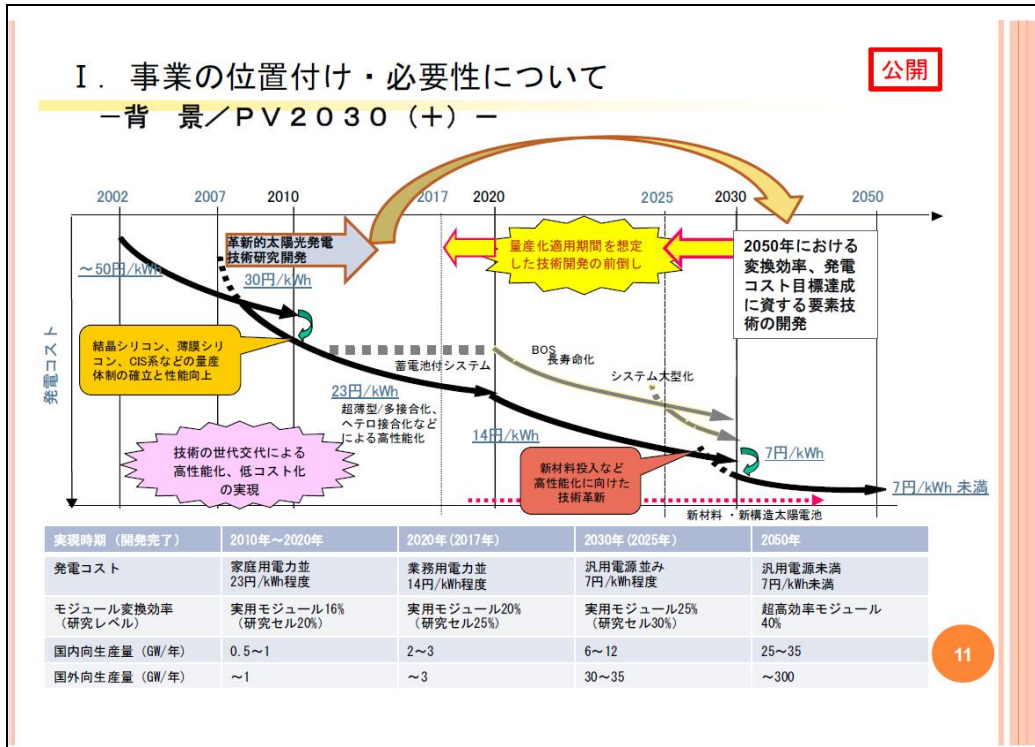 Ⅰ．事業の位置付け・必要性について
公開
－背　景／ＰＶ２０３０（＋）－
2002
2007
2010
2017
2020
2025
2030
2050
革新的太陽光発電
技術研究開発
量産化適用期間を想定
した技術開発の前倒し
2050年における
変換効率、発電
コスト目標達成
に資する要素技
術の開発
～50円/kWh
30円/kWh
発電コスト
結晶シリコン、薄膜シリ
コン、CIS系などの量産
体制の確立と性能向上
蓄電池付システム
BOS
長寿命化
システム大型化
23円/kWh
超薄型/多接合化、
ヘテロ接合化など
による高性能化
14円/kWh
7円/kWh
技術の世代交代による
高性能化、低コスト化
の実現
新材料投入など
高性能化に向けた
技術革新
7円/kWh 未満
新材料 ・新構造太陽電池
実現時期（開発完了） 2010年～2020年 2020年(2017年) 2030年(2025年) 2050年
発電コスト 家庭用電力並 業務用電力並 汎用電源並み 汎用電源未満
23円/kWh程度 14円/kWh程度 7円/kWh程度 7円/kWh未満
モジュール変換効率 実用モジュール16% 実用モジュール20% 実用モジュール25% 超高効率モジュール
（研究レベル） (研究セル20%) (研究セル25%) (研究セル30%) 40%
国内向生産量（GW/年） 0.5～1 2～3 6～12 25～35
国外向生産量（GW/年） ～1 ～3 30～35 ～300
11